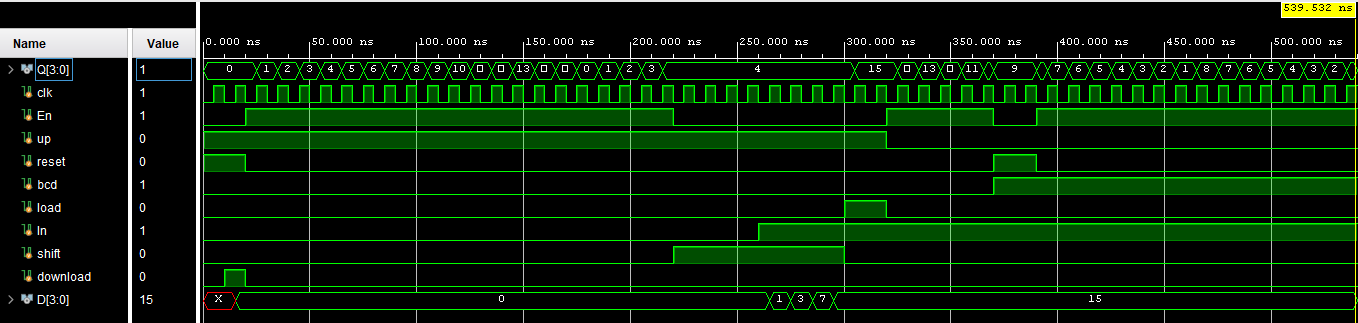 539.532 ns
Name Value 0.000 ns 50.000 ns 100.000 ns 150.000 ns 200.000 ns 250.000 ns 300.000 ns 350.000 ns 400.000 ns 450.000 ns 500.000 ns
Q[3:0] 1 0 1 2 3 4 5 6 7 8 9 10 13 0 1 2 3 4 15 13 11 9 7 6 5 4 3 2 1 8 7 6 5 4 3 2
clk 1
En 1
up 0
reset 0
bcd 1
load 0
In 1
shift 0
download 0
D[3:0] 15 X 0 1 3 7 15